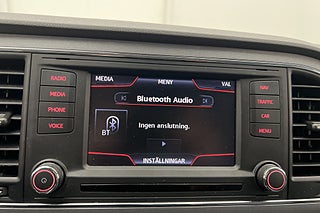 RADIO
MEDIA
PHONE
VOICE
MEDIA
MENY
VAL
Bluetooth Audio
BT
Ingen anslutning.
INSTÄLLNINGAR
NAV
TRAFFIC
CAR
MENU